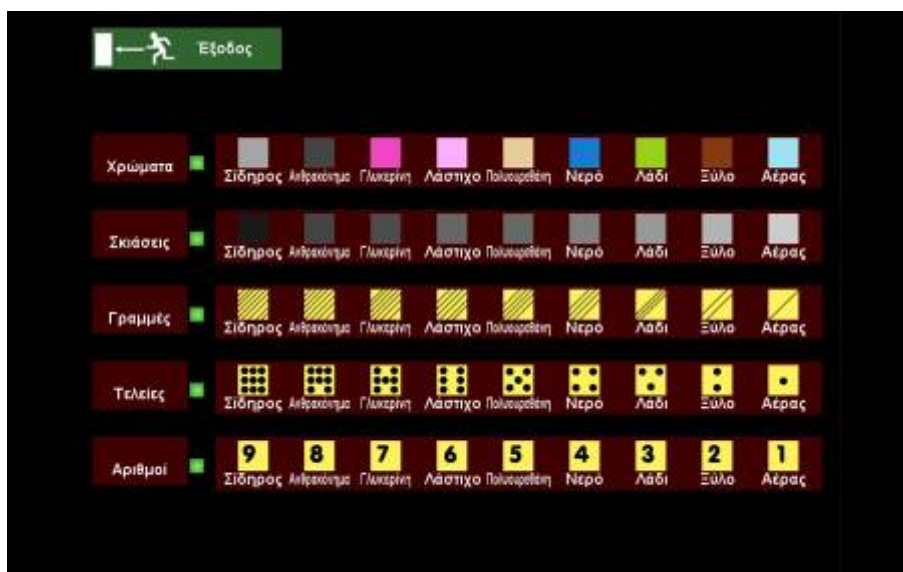 Έξοδος
Χρώματα
Σίδηρος Ανθρακόνημα Γλυκερίνη Λάστιχο Πολυουρεθάνη Νερό Λάδι Ξύλο Αέρας
Σκιάσεις
Σίδηρος Ανθρακόνημα Γλυκερίνη Λάστιχο Πολυουρεθάνη Νερό Λάδι Ξύλο Αέρας
Γραμμές
Σίδηρος Ανθρακόνημα Γλυκερίνη Λάστιχο Πολυουρεθάνη Νερό Λάδι Ξύλο Αέρας
Τελείες
Σίδηρος Ανθρακόνημα Γλυκερίνη Λάστιχο Πολυουρεθάνη Νερό Λάδι Ξύλο Αέρας
Αριθμοί
9 8 7 6 5 4 3 2 1
Σίδηρος Ανθρακόνημα Γλυκερίνη Λάστιχο Πολυουρεθάνη Νερό Λάδι Ξύλο Αέρας